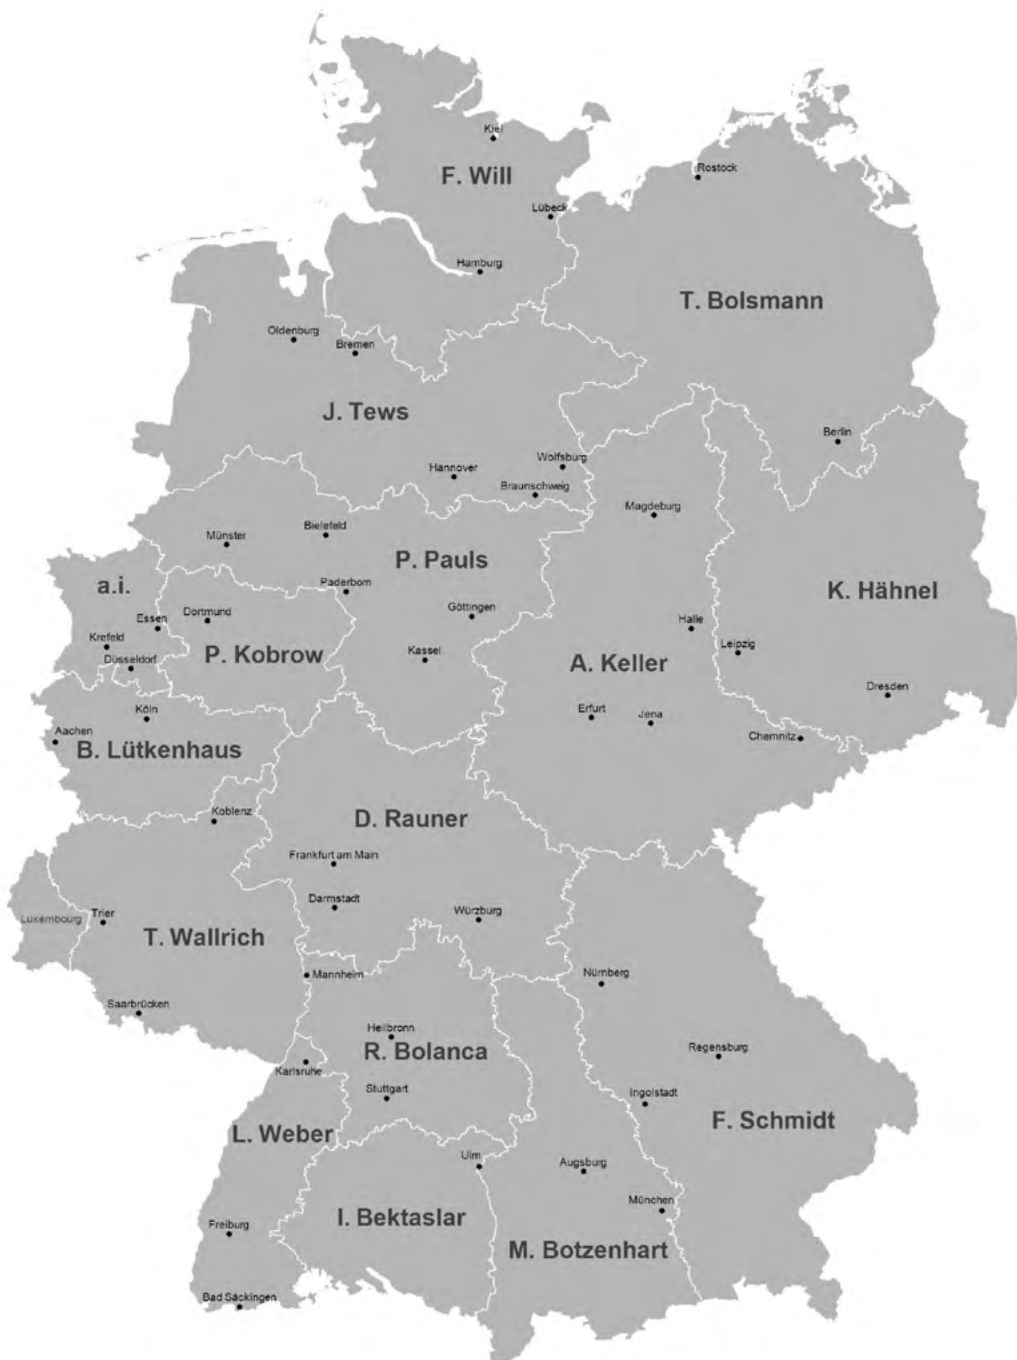 Kiel
F. Will
Rostock
Lübeck
Hamburg
T. Bolsmann
Oldenburg
Bremen
J. Tews
Berlin
Wolfsburg
Hannover
Braunschweig
Magdeburg
Bielefeld
Münster
P. Pauls
a.i.
Paderborn
K. Hähnel
Göttingen
Dortmund
Essen
Halle
Krefeld
P. Kobrow
Kassel
A. Keller
Leipzig
Düsseldorf
Dresden
Erfurt
Jena
Köln
Aachen
Chemnitz
B. Lütkenhaus
Koblenz
D. Rauner
Frankfurt am Main
Darmstadt
Würzburg
Luxembourg
Trier
T. Wallrich
Mannheim
Nürnberg
Saarbrücken
Heilbronn
R. Bolanca
Regensburg
Karlsruhe
Stuttgart
Ingolstadt
F. Schmidt
L. Weber
Ulm
Augsburg
München
I. Bektaslar
Freiburg
M. Botzenhart
Bad Säckingen